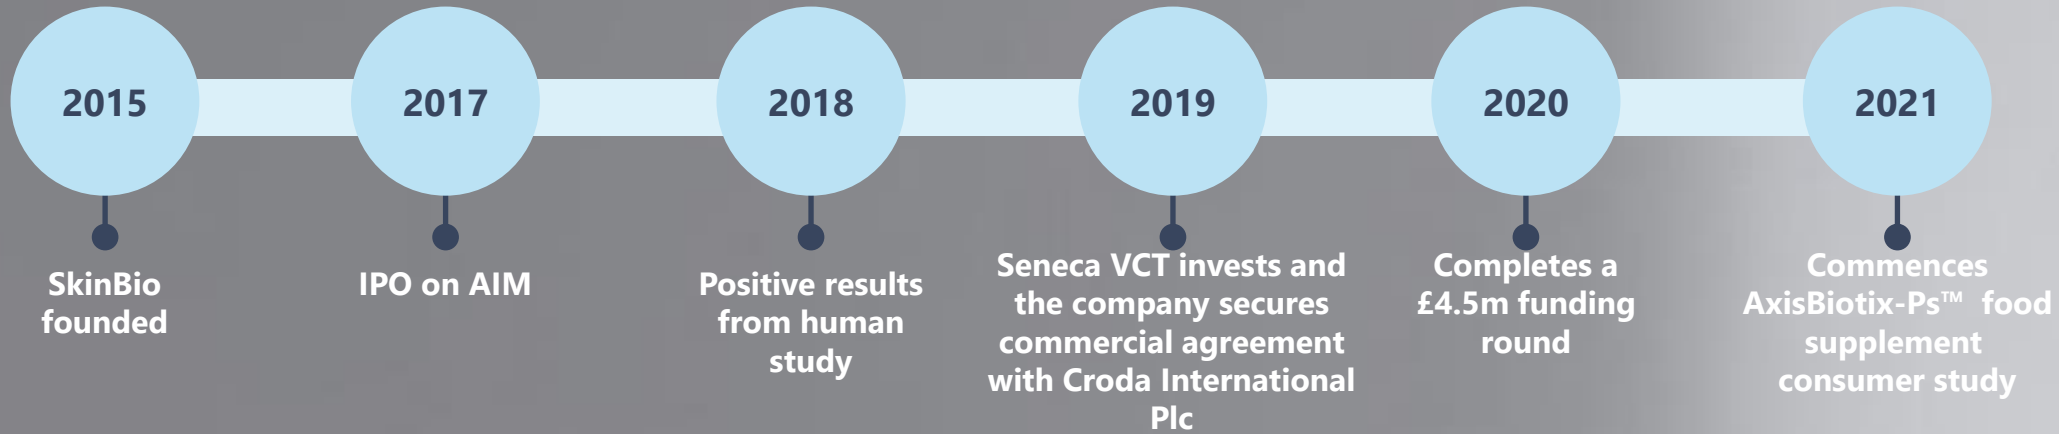 2015
2017
2018
2019
2020
2021
SkinBio
founded
IPO on AIM
Positive results
from human
study
Seneca VCT invests and
the company secures
commercial agreement
with Croda International
Plc
Completes a
£4.5m funding
round
Commences
AxisBiotix-Ps™ food
supplement
consumer study